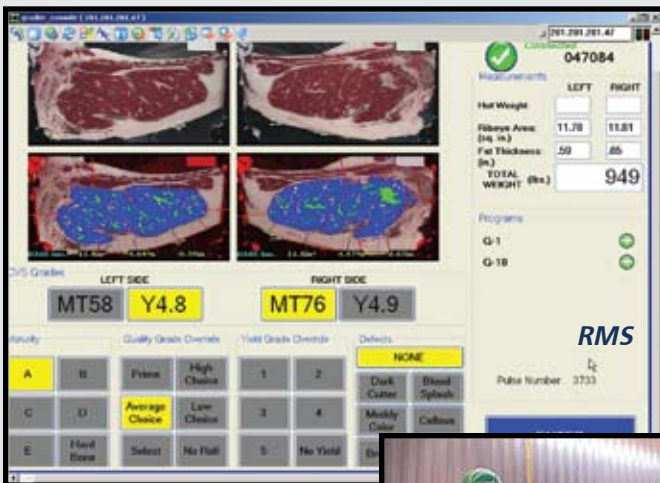 grader_console ( 201.201.201.47 )
201.201.201.47
Connected
047084
Measurements
LEFT RIGHT
Hot Weight:
Ribeye Area: 11.78 11.81
(sq. in.)
Fat Thickness: .59 .65
(in.)
TOTAL
WEIGHT (lbs.) 949
Programs
G-1
G-18
CVS Grades
LEFT SIDE RIGHT SIDE
MT58 Y4.8 MT76 Y4.9
RMS
Maturity Quality Grade Override Yield Grade Override Defects
NONE
A B Prime High Choice 1 2 Dark Cutter Blood Splash
Pulse Number: 3733
C D Average Choice Low Choice 3 4 Muddy Color Callous
E Hard Bone Select No Roll 5 No Yield